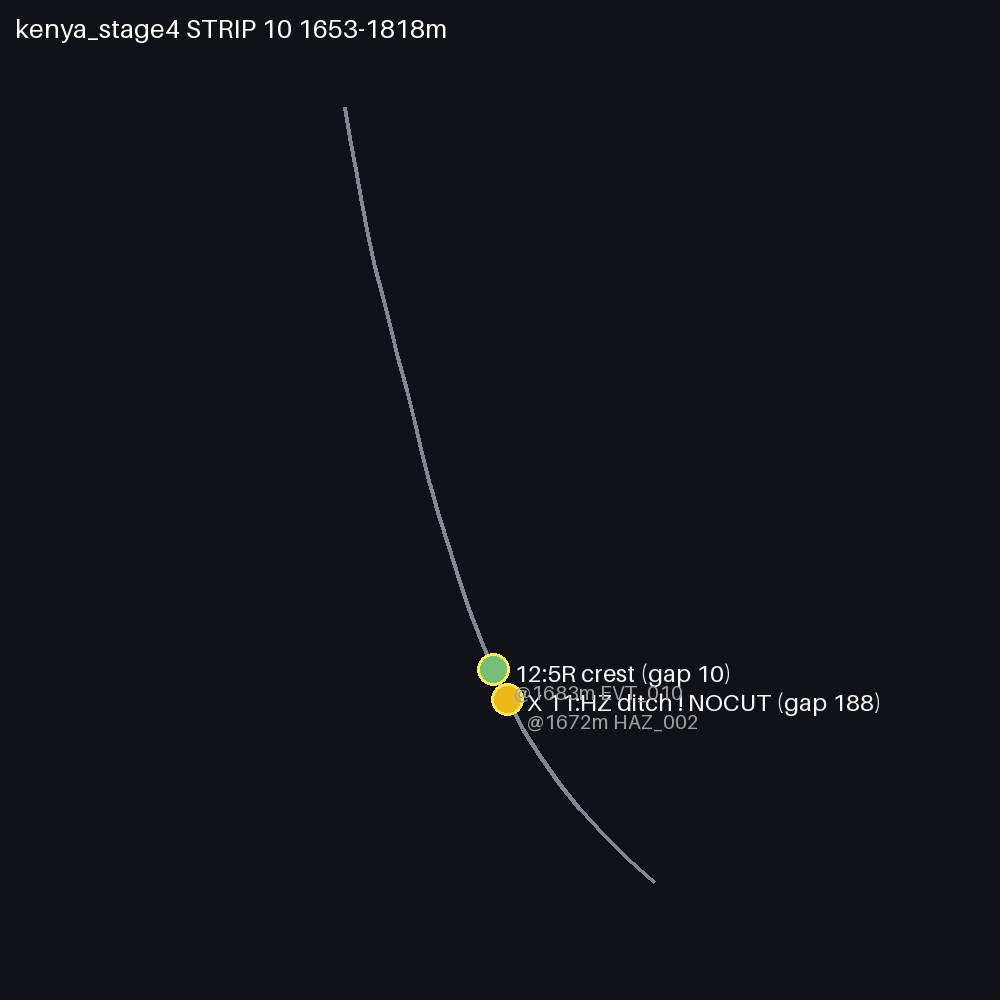 kenya_stage4 STRIP 10 1653-1818m
12:5R crest (gap 10)
@1683m EVT_010
X 11:HZ ditch ! NOCUT (gap 188)
@1672m HAZ_002